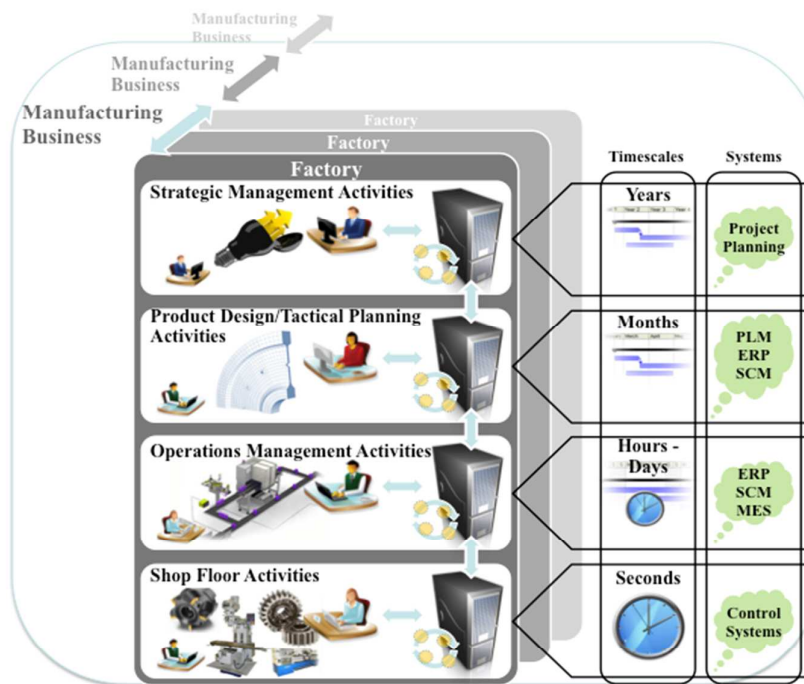 Manufacturing
Business
Manufacturing
Business
Manufacturing
Business
Factory
Factory
Factory
Timescales
Systems
Strategic Management Activities
Years
Project
Planning
Product Design/Tactical Planning
Activities
Months
PLM
ERP
SCM
Operations Management Activities
Hours -
Days
ERP
SCM
MES
Shop Floor Activities
Seconds
Control
Systems